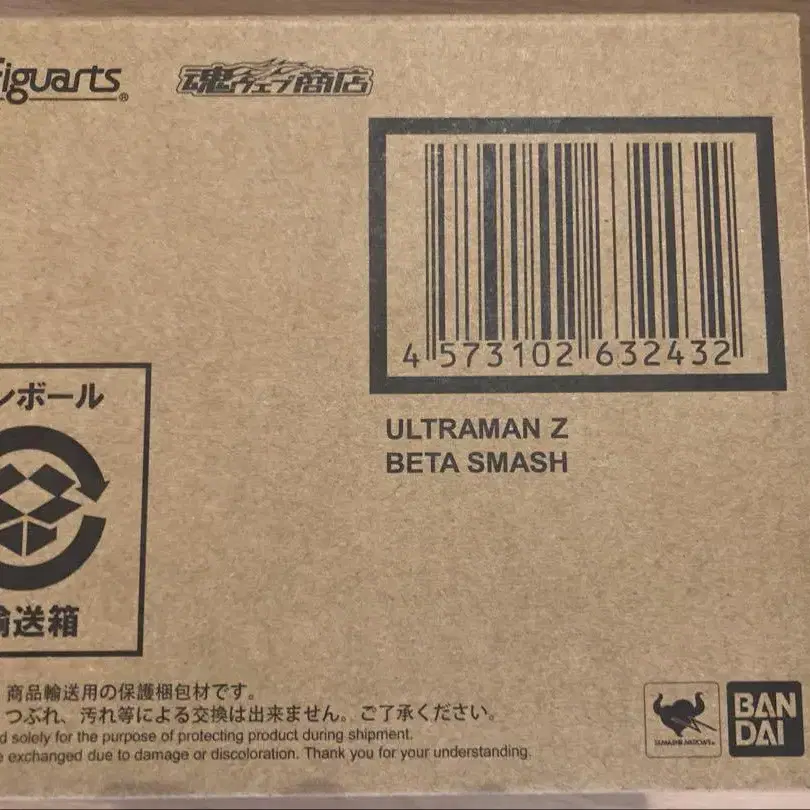 Figuarts®
魂ウェブ商店
4 573102 632432
ULTRAMAN Z
BETA SMASH
ンボール
輸送箱
商品輸送用の保護梱包材です。
つぶれ、汚れ等による交換は出来ません。ご了承ください。
d solely for the purpose of protecting product during shipment.
e exchanged due to damage or discoloration. Thank you for your understanding.
TAMASHII NATIONS
BAN
DAI